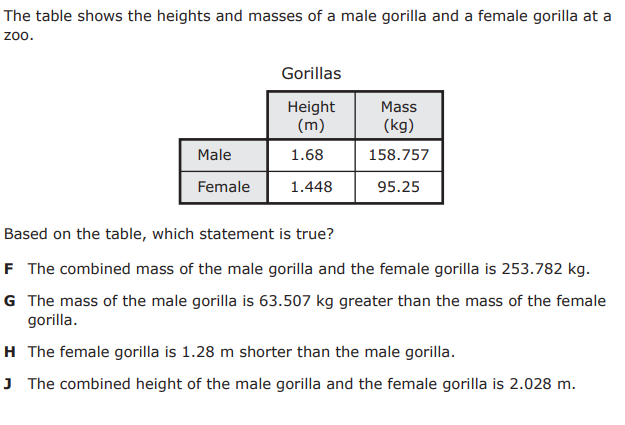 The table shows the heights and masses of a male gorilla and a female gorilla at a
zoo.
Gorillas
Height Mass
(m) (kg)
Male 1.68 158.757
Female 1.448 95.25
Based on the table, which statement is true?
F The combined mass of the male gorilla and the female gorilla is 253.782 kg.
G The mass of the male gorilla is 63.507 kg greater than the mass of the female
gorilla.
H The female gorilla is 1.28 m shorter than the male gorilla.
J The combined height of the male gorilla and the female gorilla is 2.028 m.